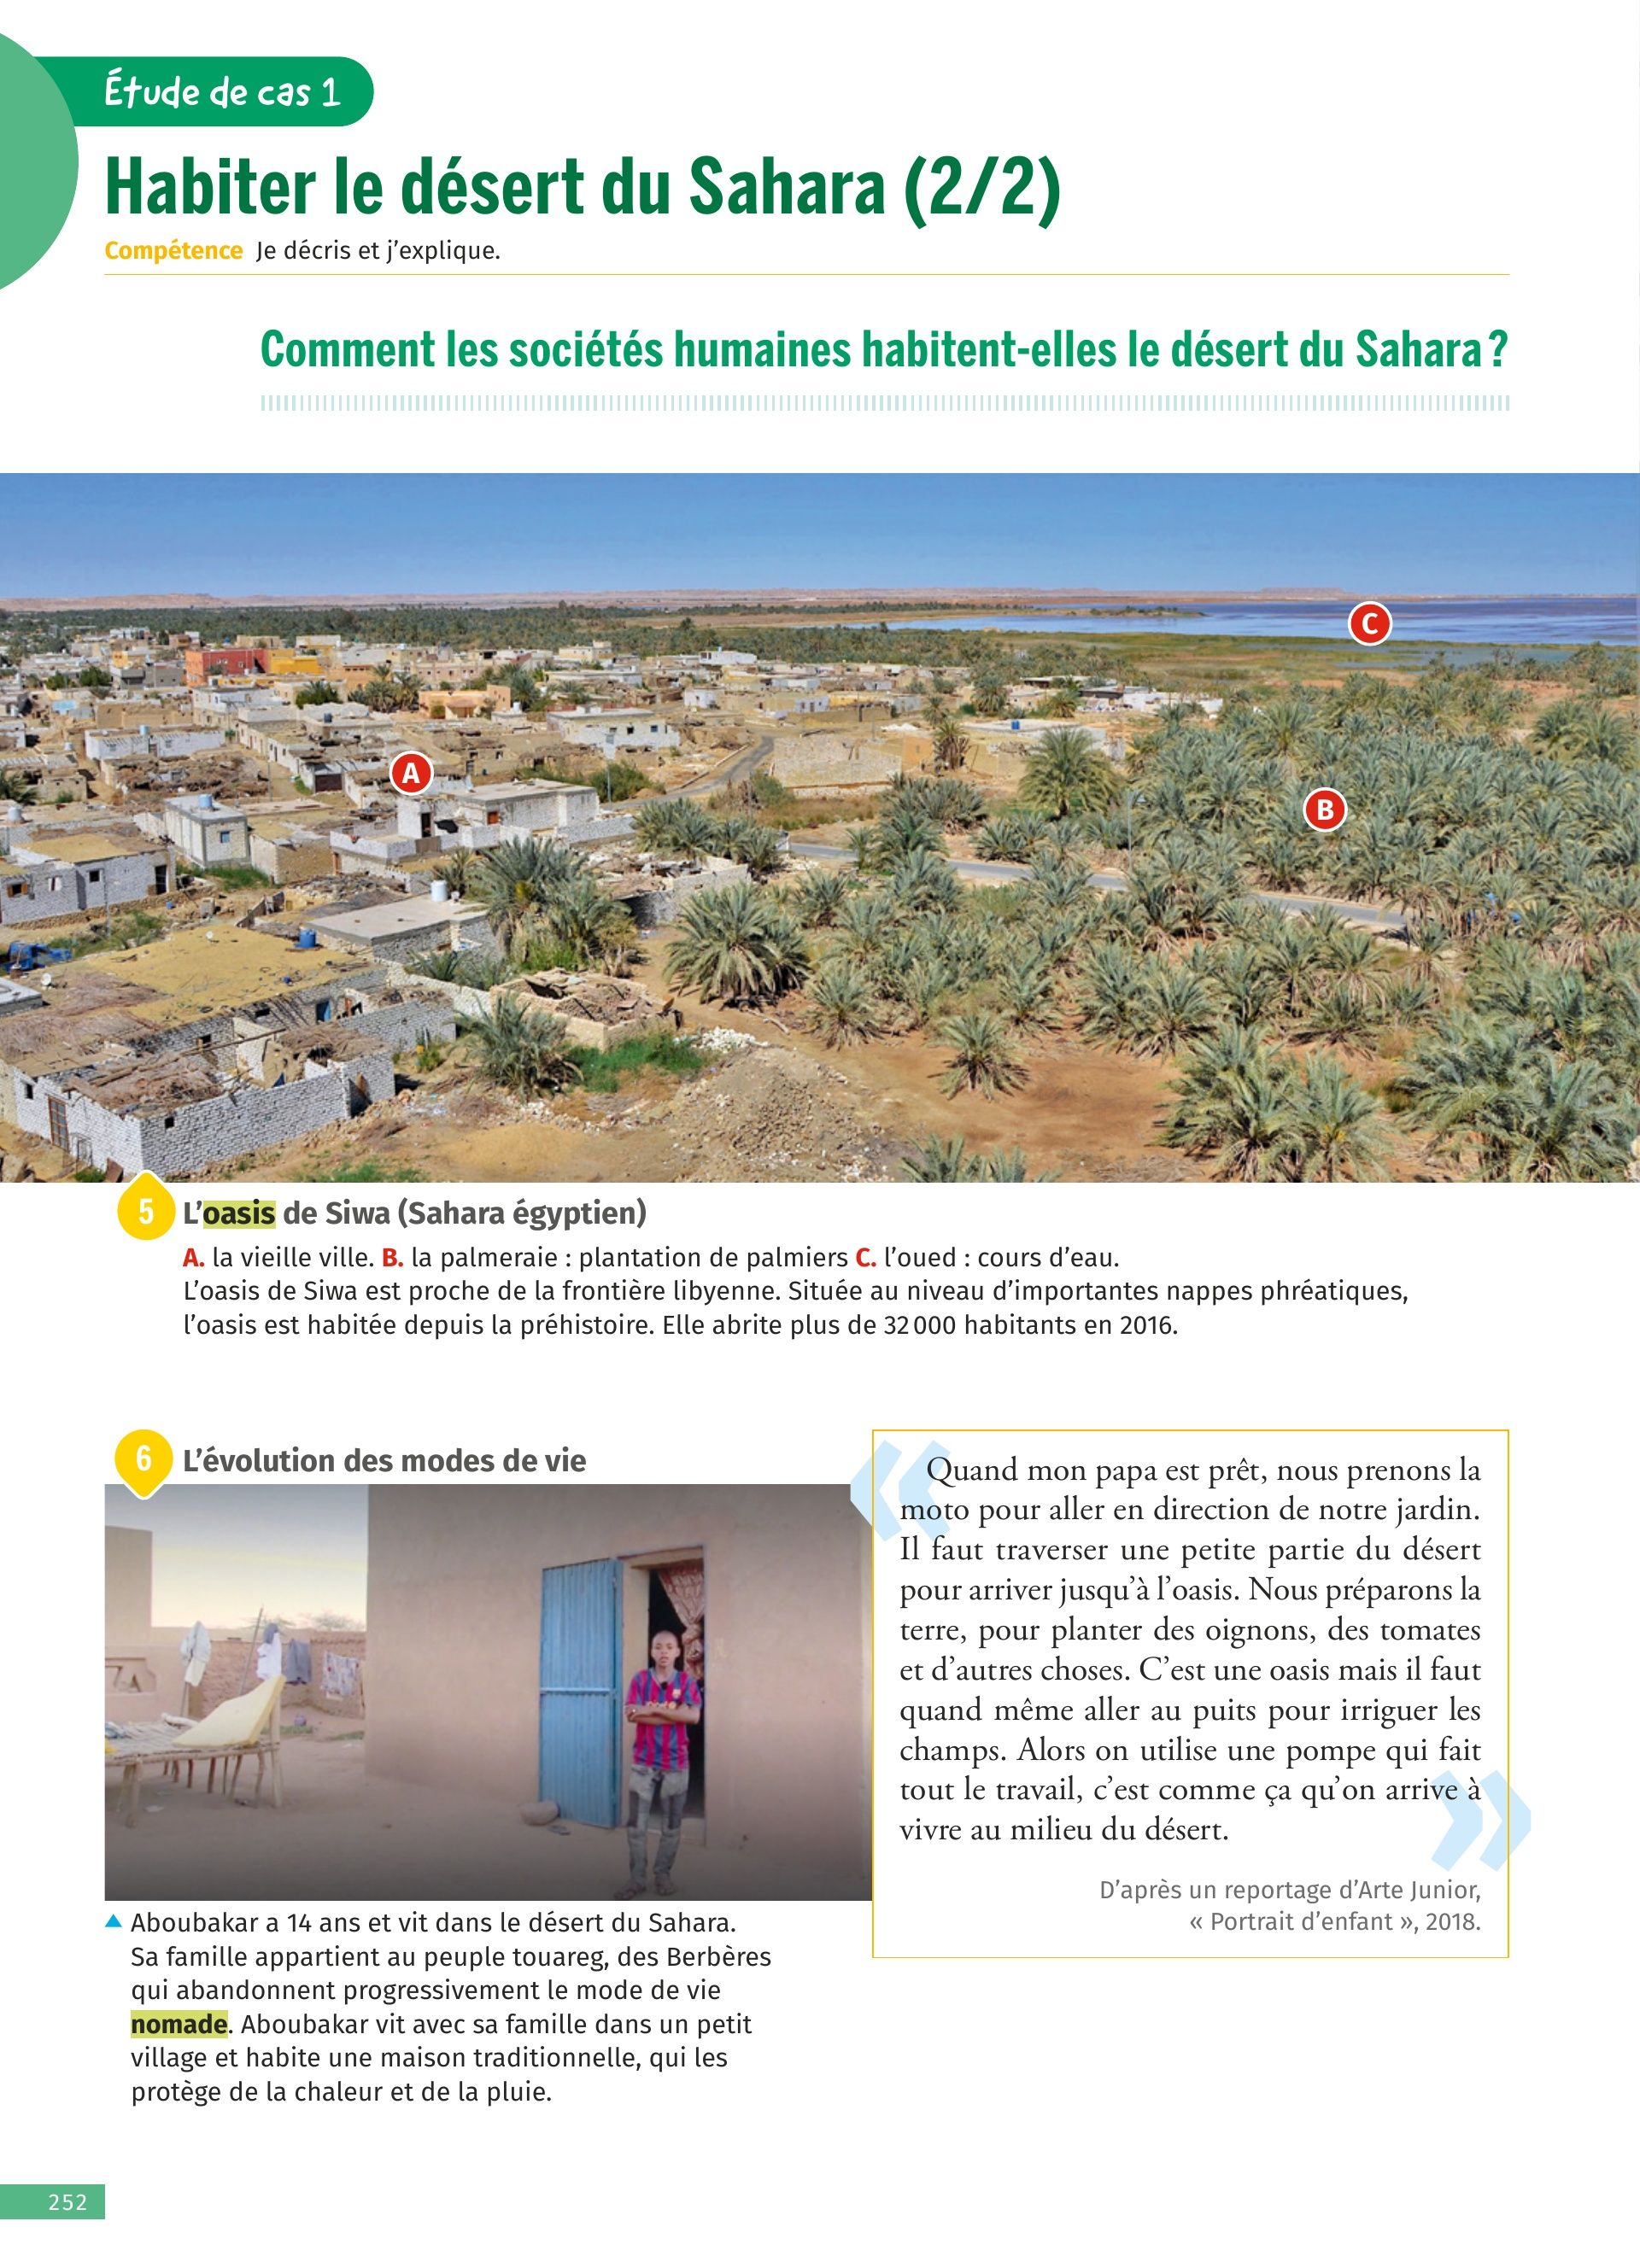 Étude de cas 1
Habiter le désert du Sahara (2/2)
Compétence Je décris et j'explique.
Comment les sociétés humaines habitent-elles le désert du Sahara ?
C
A
B
5 L'oasis de Siwa (Sahara égyptien)
A. la vieille ville. B. la palmeraie : plantation de palmiers C. l'oued : cours d'eau.
L'oasis de Siwa est proche de la frontière libyenne. Située au niveau d'importantes nappes phréatiques,
l'oasis est habitée depuis la préhistoire. Elle abrite plus de 32 000 habitants en 2016.
6 L'évolution des modes de vie
▲ Aboubakar a 14 ans et vit dans le désert du Sahara.
Sa famille appartient au peuple touareg, des Berbères
qui abandonnent progressivement le mode de vie
nomade. Aboubakar vit avec sa famille dans un petit
village et habite une maison traditionnelle, qui les
protège de la chaleur et de la pluie.
« Quand mon papa est prêt, nous prenons la
moto pour aller en direction de notre jardin.
Il faut traverser une petite partie du désert
pour arriver jusqu'à l'oasis. Nous préparons la
terre, pour planter des oignons, des tomates
et d'autres choses. C'est une oasis mais il faut
quand même aller au puits pour irriguer les
champs. Alors on utilise une pompe qui fait
tout le travail, c'est comme ça qu'on arrive à
vivre au milieu du désert. »
D'après un reportage d'Arte Junior,
« Portrait d'enfant », 2018.
252